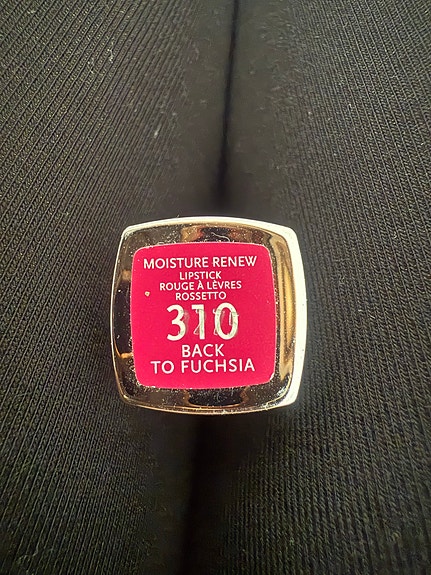 MOISTURE RENEW
LIPSTICK
ROUGE À LÈVRES
ROSSETTO
310
BACK
TO FUCHSIA